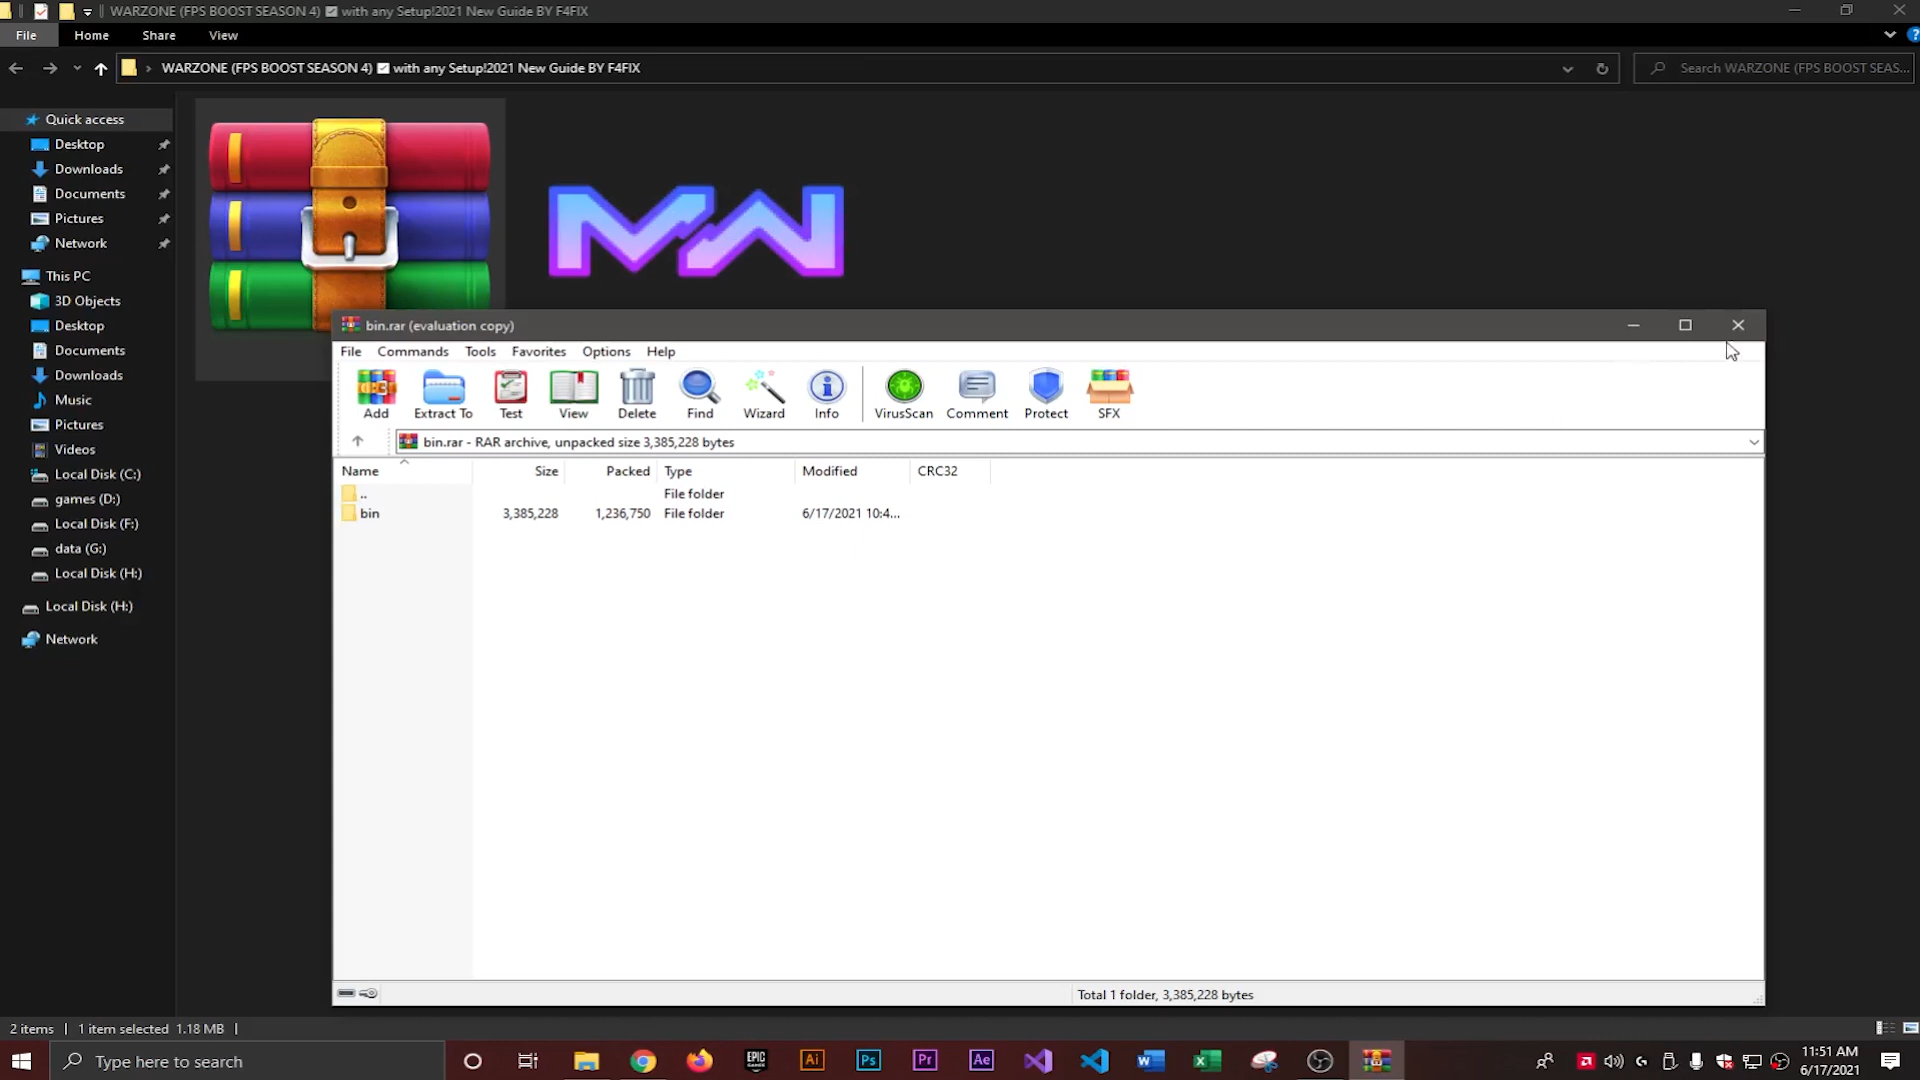 WARZONE (FPS BOOST SEASON 4) ☑ with any Setup!2021 New Guide BY F4FIX
File Home Share View
WARZONE (FPS BOOST SEASON 4) ☑ with any Setup!2021 New Guide BY F4FIX
Search WARZONE (FPS BOOST SEAS...
Quick access
Desktop
Downloads
Documents
Pictures
Network
This PC
3D Objects
Desktop
Documents
Downloads
Music
Pictures
Videos
Local Disk (C:)
games (D:)
Local Disk (F:)
data (G:)
Local Disk (H:)
Local Disk (H:)
Network
MW
bin.rar (evaluation copy)
File Commands Tools Favorites Options Help
Add Extract To Test View Delete Find Wizard Info VirusScan Comment Protect SFX
bin.rar - RAR archive, unpacked size 3,385,228 bytes
Name Size Packed Type Modified CRC32
.. File folder
bin 3,385,228 1,236,750 File folder 6/17/2021 10:4...
Total 1 folder, 3,385,228 bytes
2 items 1 item selected 1.18 MB
Type here to search
EPIC GAMES
Ai
Ps
Pr
Ae
11:51 AM
6/17/2021